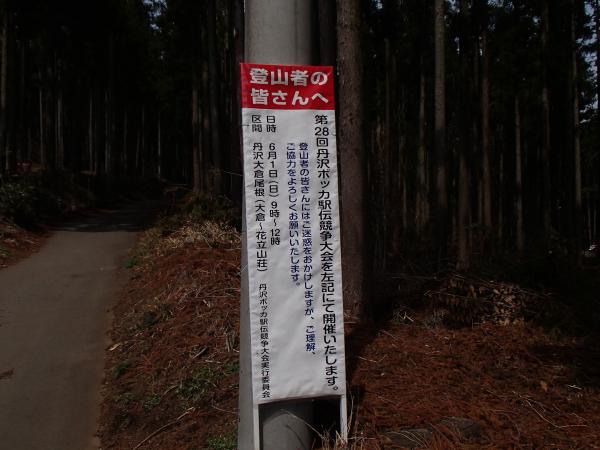 登山者の
皆さんへ
第28回丹沢ボッカ駅伝競争大会を左記にて開催いたします。
登山者の皆さんにはご迷惑をおかけしますが、ご理解、
ご協力をよろしくお願いいたします。
日時 6月1日(日)9時~12時
区間 丹沢大倉尾根(大倉~花立山荘)
丹沢ボッカ駅伝競争大会実行委員会